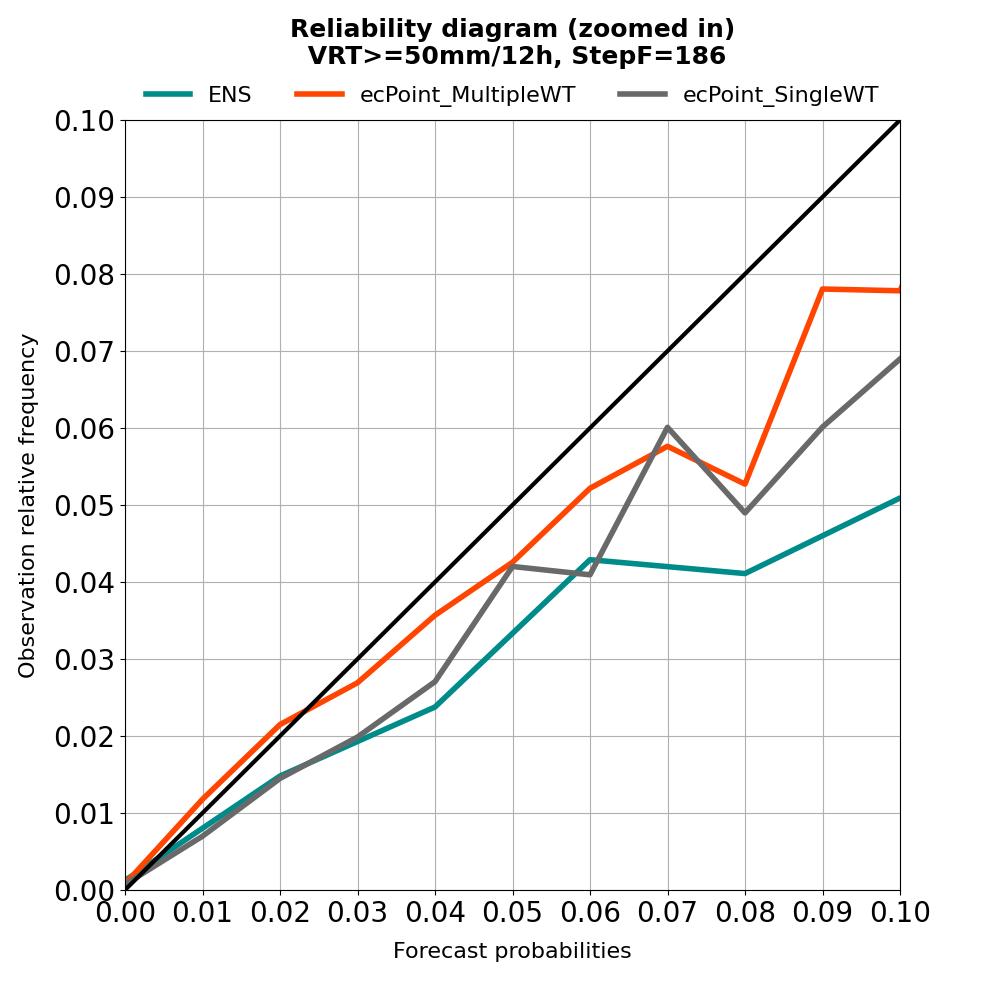 Reliability diagram (zoomed in)
VRT>=50mm/12h, StepF=186
ENS ecPoint_MultipleWT ecPoint_SingleWT
0.10
0.09
0.08
0.07
0.06
0.05
0.04
0.03
0.02
0.01
0.00
Observation relative frequency
0.00 0.01 0.02 0.03 0.04 0.05 0.06 0.07 0.08 0.09 0.10
Forecast probabilities